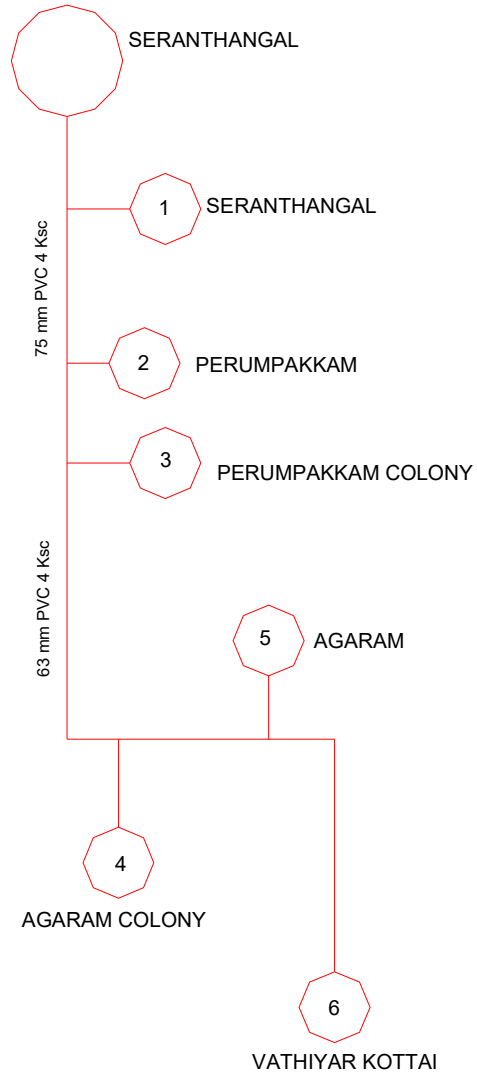 SERANTHANGAL
1
SERANTHANGAL
75 mm PVC 4 Ksc
2
PERUMPAKKAM
3
PERUMPAKKAM COLONY
63 mm PVC 4 Ksc
5
AGARAM
4
AGARAM COLONY
6
VATHIYAR KOTTAI